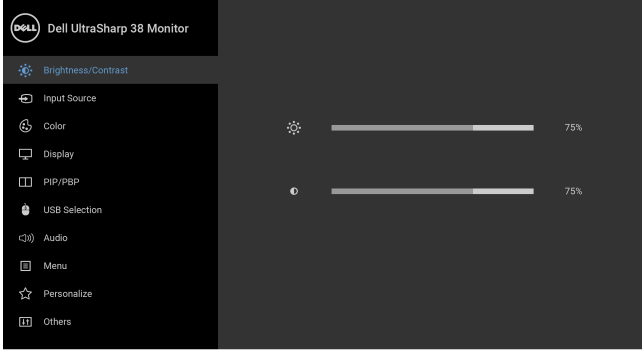 DELL
Dell UltraSharp 38 Monitor
Brightness/Contrast
Input Source
Color
Display
PIP/PBP
USB Selection
Audio
Menu
Personalize
Others
75%
75%